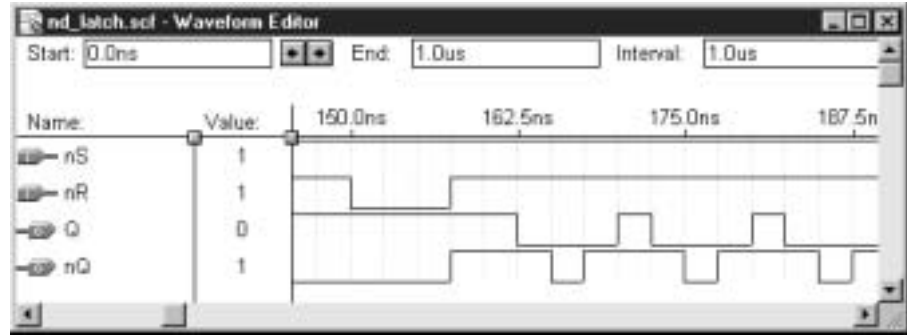 nd_latch.scf - Waveform Editor
Start: 0.0ns End: 1.0us Interval: 1.0us
Name: Value: 150.0ns 162.5ns 175.0ns 187.5n
nS 1
nR 1
Q 0
nQ 1